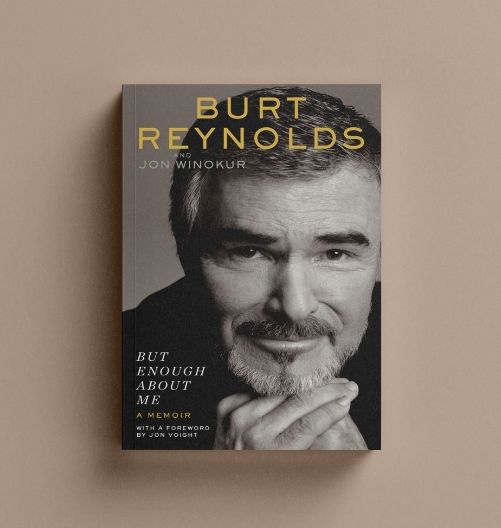 BURT
REYNOLDS
AND
JON WINOKUR
BUT
ENOUGH
ABOUT
ME
A MEMOIR
WITH A FOREWORD
BY JON VOIGHT